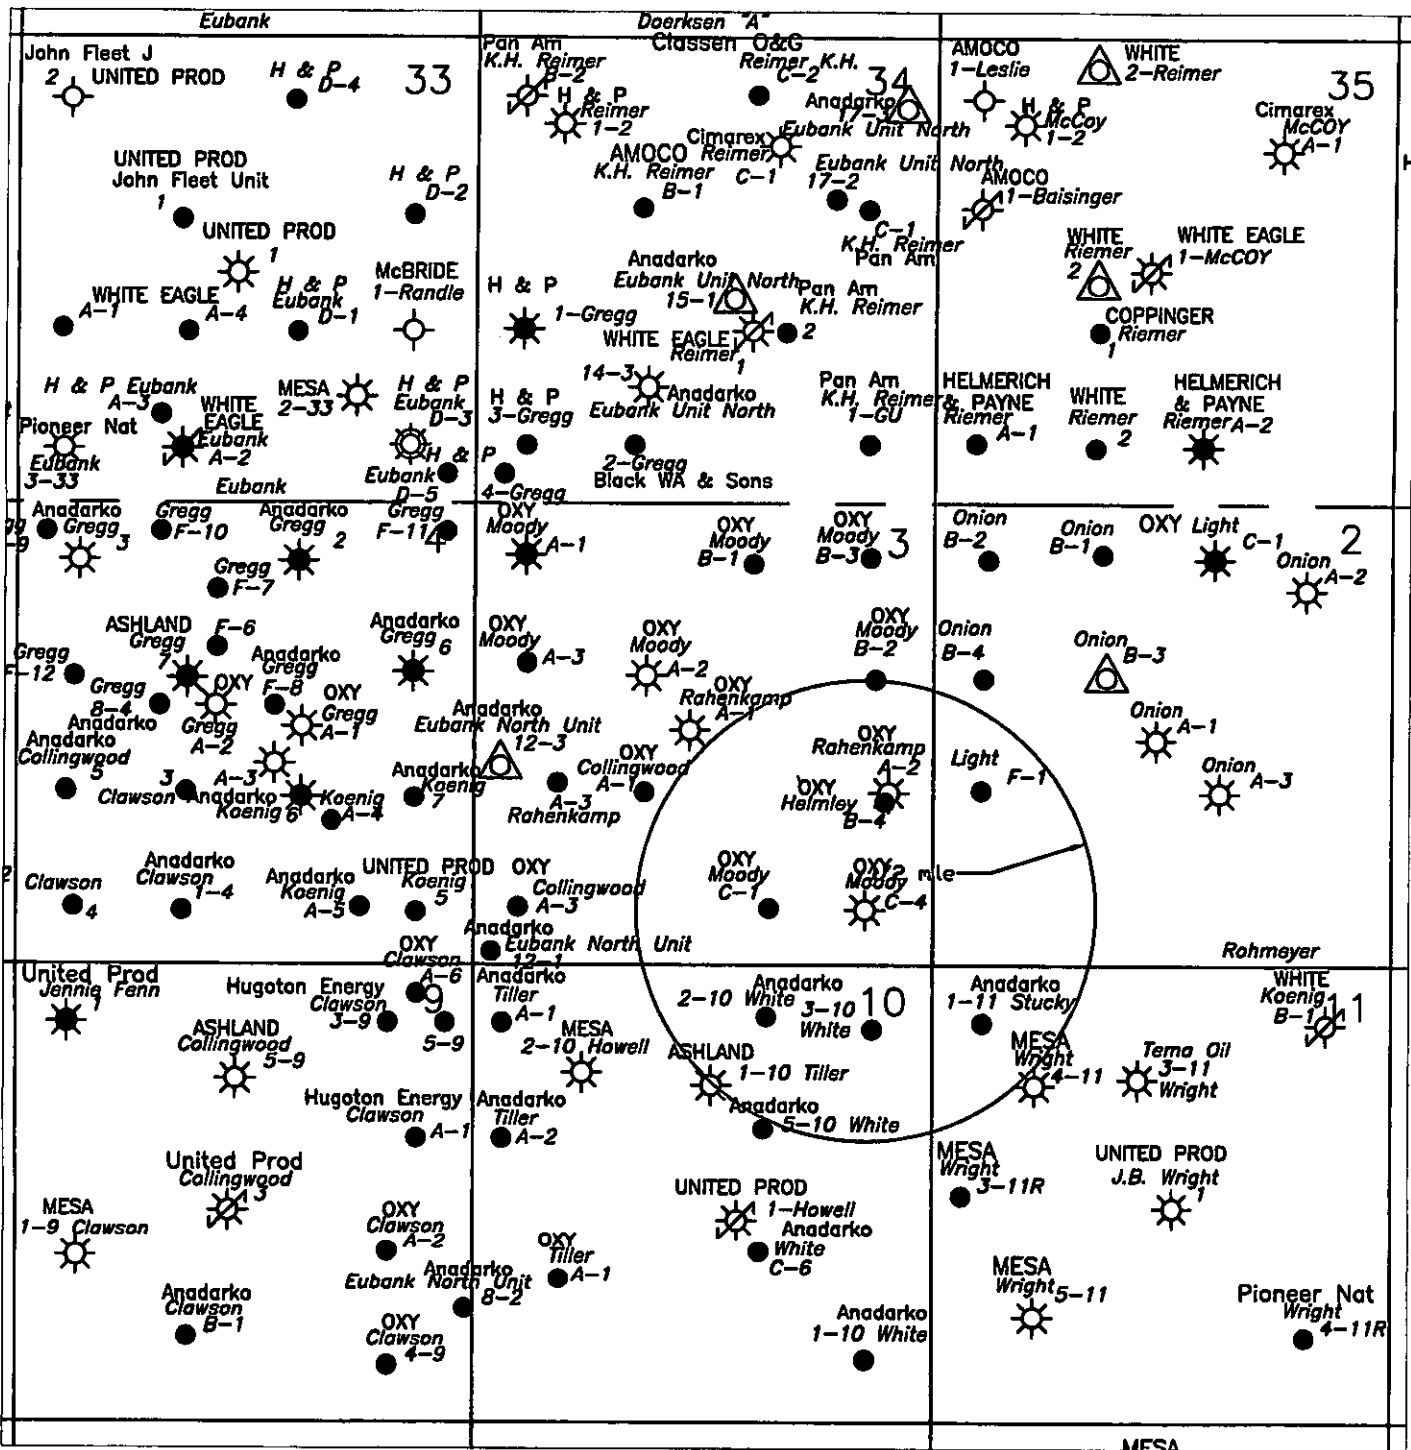 Eubank
Doerksen "A"
Classen O&G
John Fleet J
2 UNITED PROD
H & P
D-4
33
UNITED PROD
John Fleet Unit
1
H & P
D-2
UNITED PROD
1
WHITE EAGLE
A-1
A-4
H & P
Eubank
D-1
McBRIDE
1-Randle
H & P Eubank
A-3
WHITE
EAGLE
Eubank
A-2
MESA
2-33
H & P
Eubank
D-3
Pioneer Nat
Eubank
3-33
Eubank
D-5
Eubank
Pan Am
K.H. Reimer
B-2
H & P
Reimer
1-2
Reimer K.H.
C-2
34
Anadarko
17-3
Eubank Unit North
Cimarex
Reimer
C-1
AMOCO
K.H. Reimer
B-1
Eubank Unit North
17-2
C-1
K.H. Reimer
Pan Am
Anadarko
Eubank Unit North
15-1
Pan Am
K.H. Reimer
2
H & P
1-Gregg
WHITE EAGLE
Reimer
1
14-3
Anadarko
Eubank Unit North
H & P
3-Gregg
Pan Am
K.H. Reimer
1-GU
H & P
4-Gregg
2-Gregg
Black WA & Sons
AMOCO
1-Leslie
WHITE
2-Reimer
35
H & P
McCoy
1-2
Cimarex
McCOY
A-1
AMOCO
1-Baisinger
WHITE
Riemer
2
WHITE EAGLE
1-McCOY
COPPINGER
Riemer
1
HELMERICH
& PAYNE
Riemer
A-1
WHITE
Riemer
2
HELMERICH
& PAYNE
Riemer A-2
H
Anadarko
Gregg
3
Gregg
F-10
Anadarko
Gregg
2
Gregg
F-11
4
Gregg
F-7
ASHLAND
Gregg
7
F-6
Anadarko
Gregg
F-8
Anadarko
Gregg
6
Gregg
F-12
Gregg
8-4
Anadarko
OXY
Gregg
A-2
OXY
Gregg
A-1
Anadarko
Collingwood
5
3
Clawson
A-3
Anadarko
Koenig 6
Koenig
A-4
Anadarko
Koenig
7
Clawson
4
Anadarko
Clawson
1-4
Anadarko
Koenig
A-5
UNITED PROD
Koenig
5
OXY
Moody
A-1
OXY
Moody
B-1
OXY
Moody
B-3
3
OXY
Moody
A-3
OXY
Moody
A-2
OXY
Moody
B-2
OXY
Rahenkamp
A-1
Anadarko
Eubank North Unit
12-3
A-3
Rahenkamp
OXY
Collingwood
A-1
OXY
Rahenkamp
A-2
OXY
Helmley
B-4
OXY
Collingwood
A-3
OXY
Moody
C-1
OXY
Moody
C-4
1/2 mile
Anadarko
Eubank North Unit
12-1
Onion
B-2
Onion
B-1
OXY Light
C-1
2
Onion
A-2
Onion
B-4
Onion
B-3
Onion
A-1
Light
F-1
Onion
A-3
Rohmeyer
United Prod
Jennie Fenn
1
Hugoton Energy
Clawson
3-9
OXY
Clawson
A-6
9
5-9
ASHLAND
Collingwood
5-9
Hugoton Energy
Clawson
A-1
United Prod
Collingwood
3
MESA
1-9 Clawson
OXY
Clawson
A-2
Anadarko
Eubank North Unit
8-2
Anadarko
Clawson
B-1
OXY
Clawson
4-9
Anadarko
Tiller
A-1
MESA
2-10 Howell
Anadarko
2-10 White
3-10
White
10
ASHLAND
1-10 Tiller
Anadarko
Tiller
A-2
Anadarko
5-10 White
UNITED PROD
1-Howell
Anadarko
White
C-6
OXY
Tiller
A-1
Anadarko
1-10 White
Anadarko
1-11 Stucky
WHITE
Koenig
B-1
11
MESA
Wright
4-11
Tema Oil
3-11
Wright
MESA
Wright
3-11R
UNITED PROD
J.B. Wright
1
MESA
Wright
5-11
Pioneer Nat
Wright
4-11R
MESA